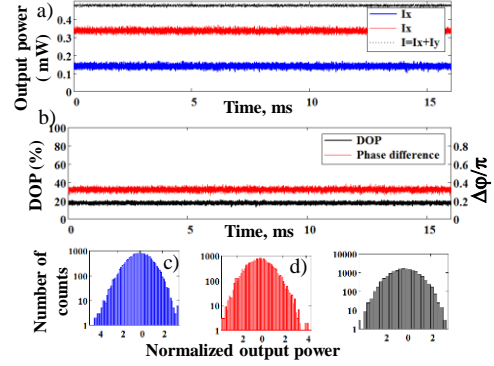 a)
Output power
( mW)
0.4
0.3
0.2
0.1
0
Ix
Ix
I=Ix+Iy
0 5 10 15
Time, ms
b)
DOP (%)
100
80
60
40
20
0
DOP
Phase difference
0.8
0.6
0.4
0.2
0
Δφ/π
0 5 10 15
Time, ms
Number of
counts
1000
100
10
1
c)
4 2 0 2
1000
100
10
1
d)
2 0 2 4
10000
1000
100
10
1
2 0 2
Normalized output power